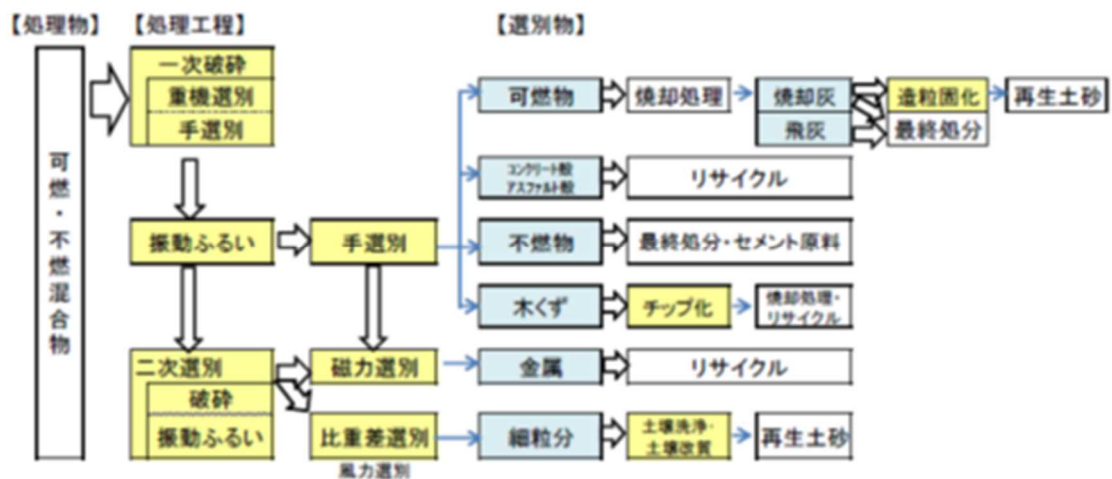 【処理物】 【処理工程】 【選別物】
可燃・不燃混合物
一次破砕
重機選別
手選別
振動ふるい
手選別
二次選別
破砕
振動ふるい
磁力選別
比重差選別
風力選別
可燃物
焼却処理
焼却灰
飛灰
造粒固化
最終処分
再生土砂
コンクリート殻
アスファルト殻
リサイクル
不燃物
最終処分・セメント原料
木くず
チップ化
焼却処理・
リサイクル
金属
リサイクル
細粒分
土壌洗浄・
土壌改質
再生土砂